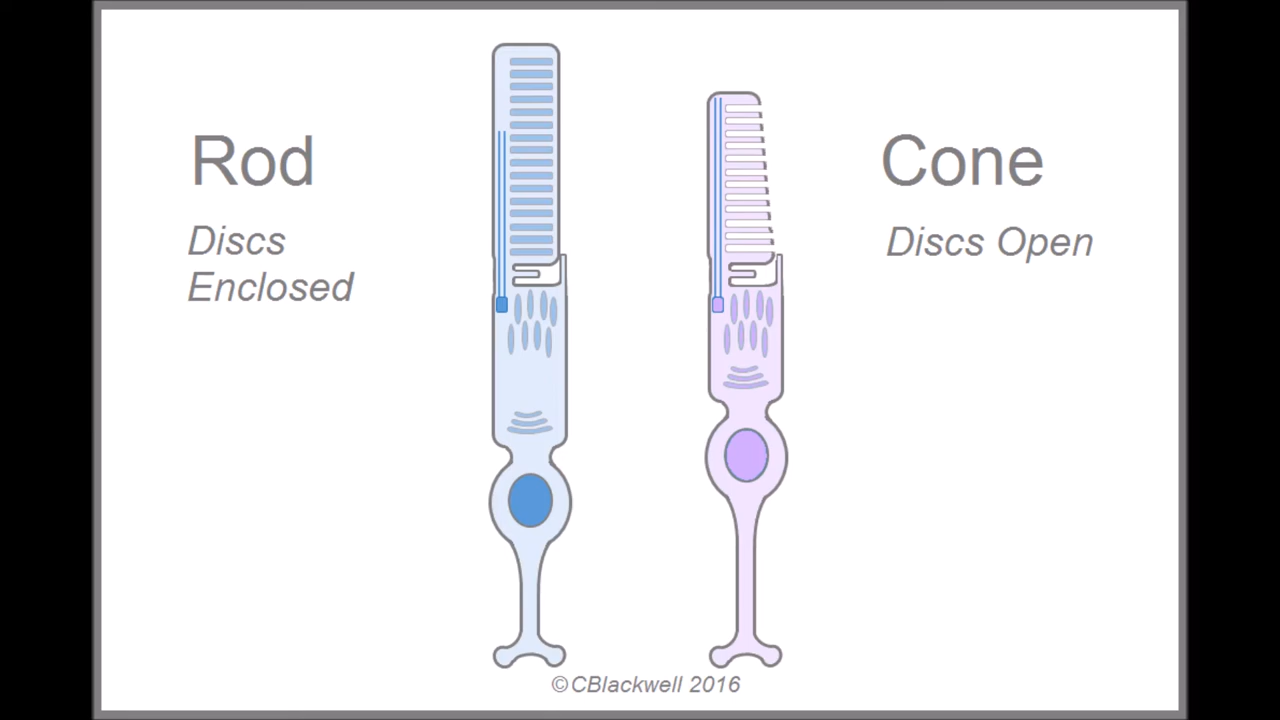 Rod
Discs
Enclosed
Cone
Discs Open
©CBlackwell 2016